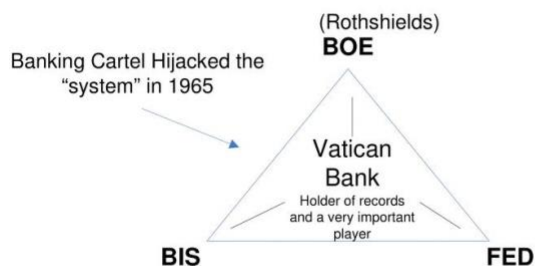 (Rothshields)
BOE
Banking Cartel Hijacked the
“system” in 1965
Vatican
Bank
Holder of records
and a very important
player
BIS
FED